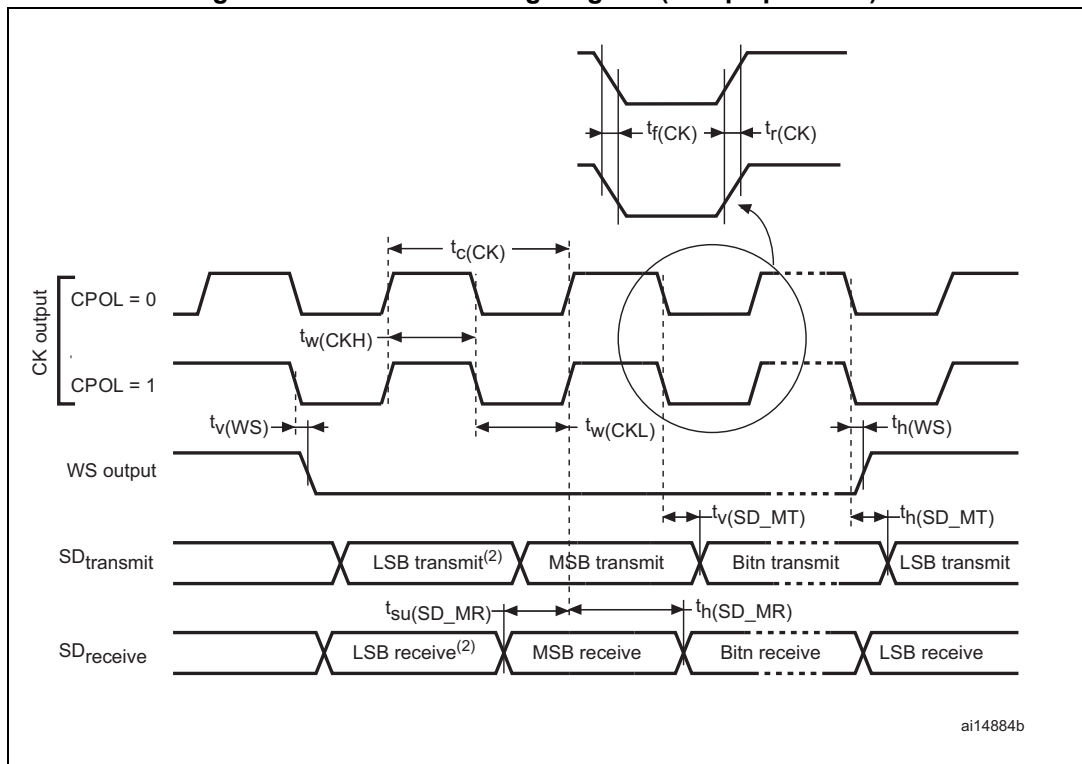 tf(CK)
tr(CK)
tc(CK)
CK output
CPOL = 0
tw(CKH)
CPOL = 1
tv(WS)
tw(CKL)
th(WS)
WS output
tv(SD_MT)
th(SD_MT)
SDtransmit
LSB transmit(2)
MSB transmit
Bitn transmit
LSB transmit
tsu(SD_MR)
th(SD_MR)
SDreceive
LSB receive(2)
MSB receive
Bitn receive
LSB receive
ai14884b